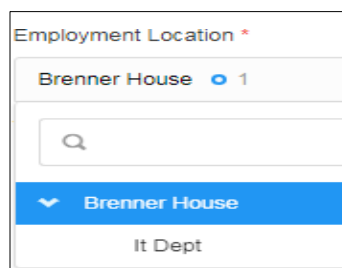 Employment Location *
Brenner House 1
Brenner House
It Dept